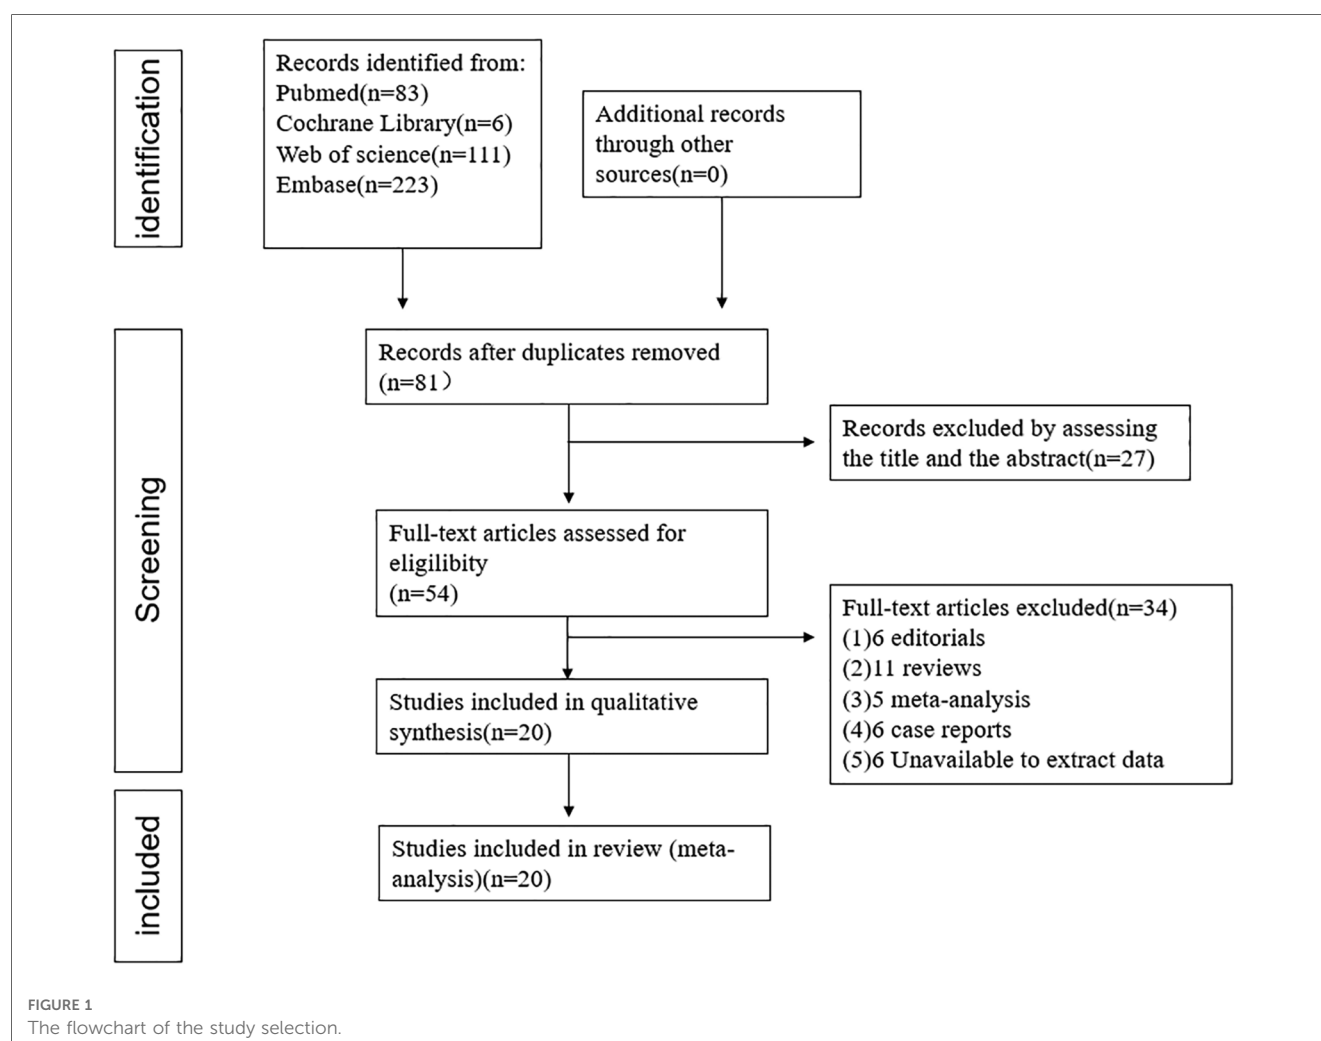 identification
Records identified from:
Pubmed(n=83)
Cochrane Library(n=6)
Web of science(n=111)
Embase(n=223)
Additional records
through other
sources(n=0)
Screening
Records after duplicates removed
(n=81）
Records excluded by assessing
the title and the abstract(n=27)
Full-text articles assessed for
eligilibity
(n=54)
Full-text articles excluded(n=34)
(1)6 editorials
(2)11 reviews
(3)5 meta-analysis
(4)6 case reports
(5)6 Unavailable to extract data
Studies included in qualitative
synthesis(n=20)
included
Studies included in review (meta-
analysis)(n=20)
FIGURE 1
The flowchart of the study selection.